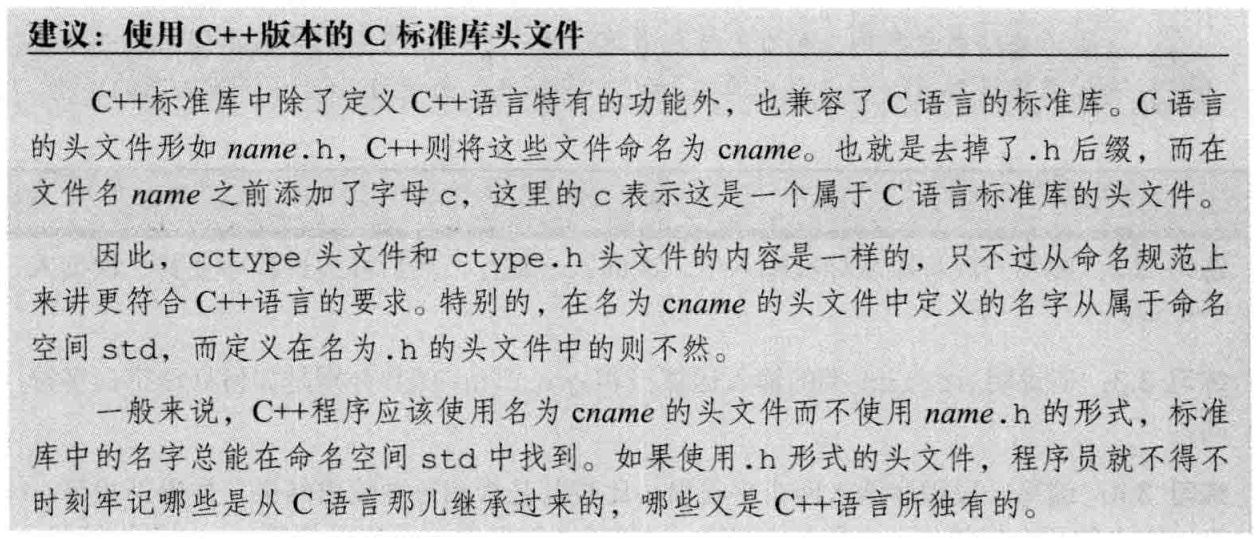 建议：使用 C++版本的 C 标准库头文件
C++标准库中除了定义 C++语言特有的功能外，也兼容了 C 语言的标准库。C 语言
的头文件形如 name.h，C++则将这些文件命名为 cname。也就是去掉了.h 后缀，而在
文件名 name 之前添加了字母 c，这里的 c 表示这是一个属于 C 语言标准库的头文件。
因此，cctype 头文件和 ctype.h 头文件的内容是一样的，只不过从命名规范上
来讲更符合 C++语言的要求。特别的，在名为 cname 的头文件中定义的名字从属于命名
空间 std，而定义在名为.h 的头文件中的则不然。
一般来说，C++程序应该使用名为 cname 的头文件而不使用 name.h 的形式，标准
库中的名字总能在命名空间 std 中找到。如果使用.h 形式的头文件，程序员就不得不
时刻牢记哪些是从 C 语言那儿继承过来的，哪些又是 C++语言所独有的。